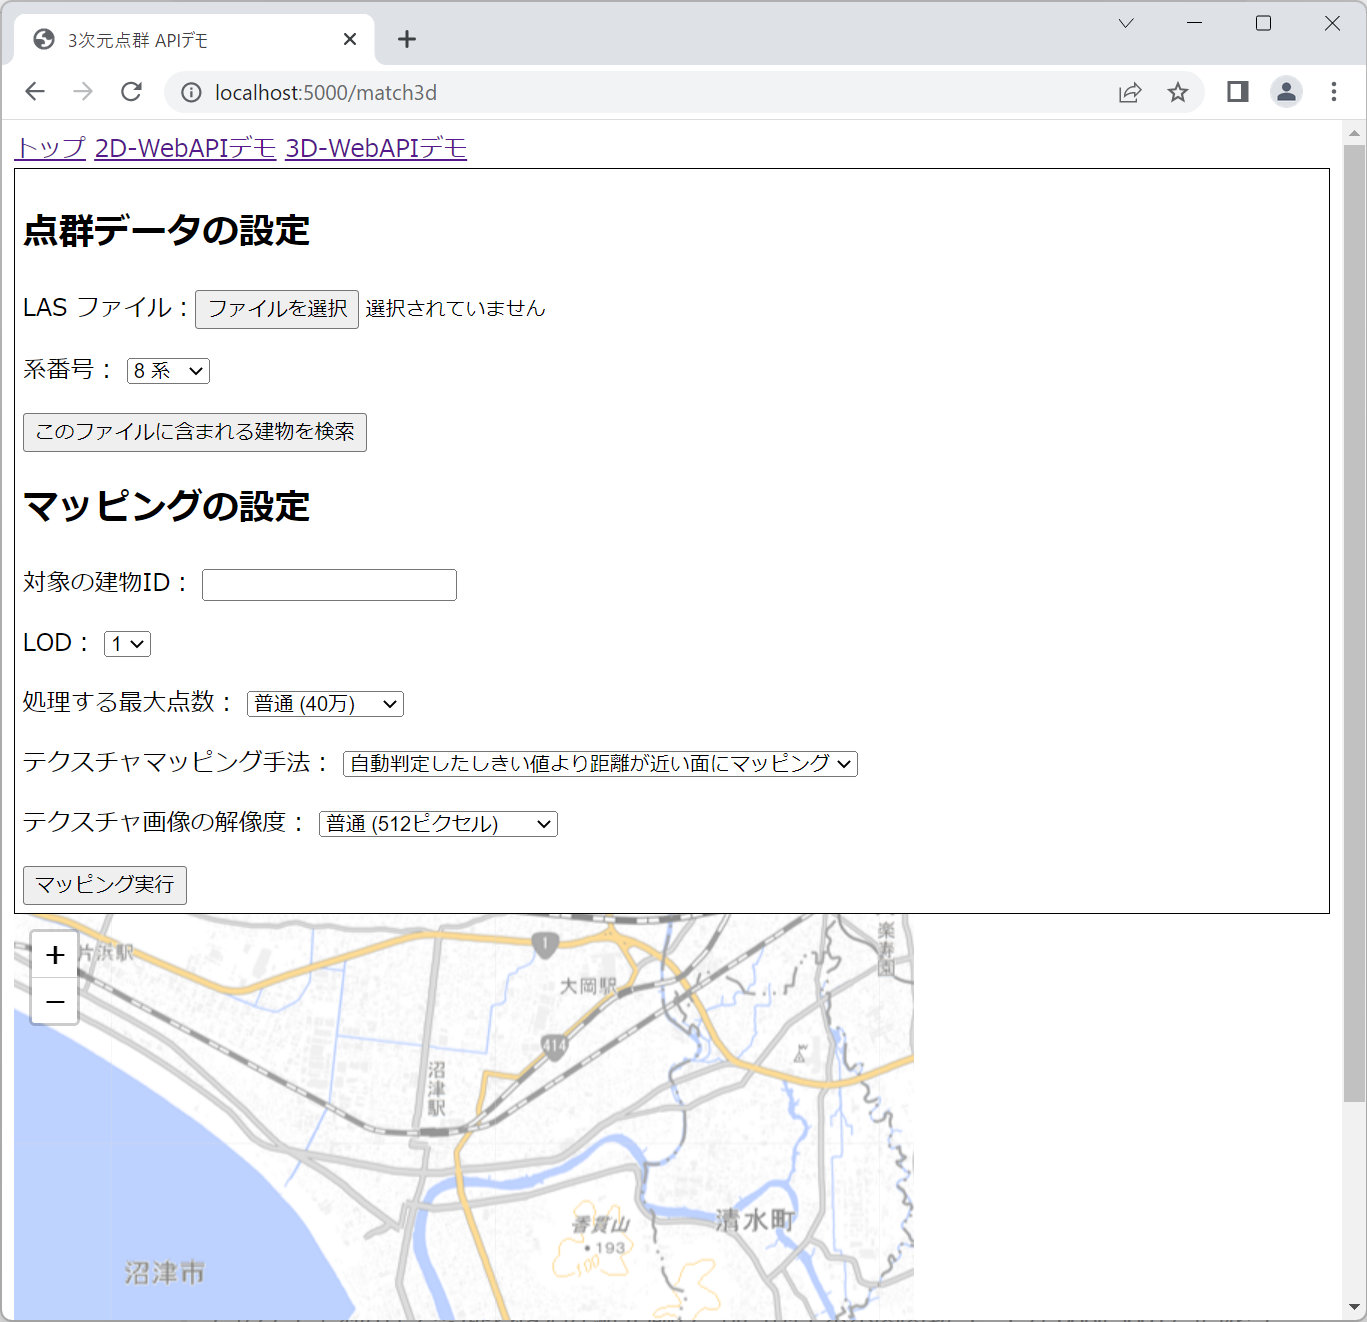 3次元点群 APIデモ
localhost:5000/match3d
トップ 2D-WebAPIデモ 3D-WebAPIデモ
点群データの設定
LAS ファイル： ファイルを選択 選択されていません
系番号： 8 系
このファイルに含まれる建物を検索
マッピングの設定
対象の建物ID：
LOD： 1
処理する最大点数： 普通 (40万)
テクスチャマッピング手法： 自動判定したしきい値より距離が近い面にマッピング
テクスチャ画像の解像度： 普通 (512ピクセル)
マッピング実行
+
−
片浜駅
1
楽寿園
大岡駅
414
沼津駅
香貫山
193
100
清水町
沼津市